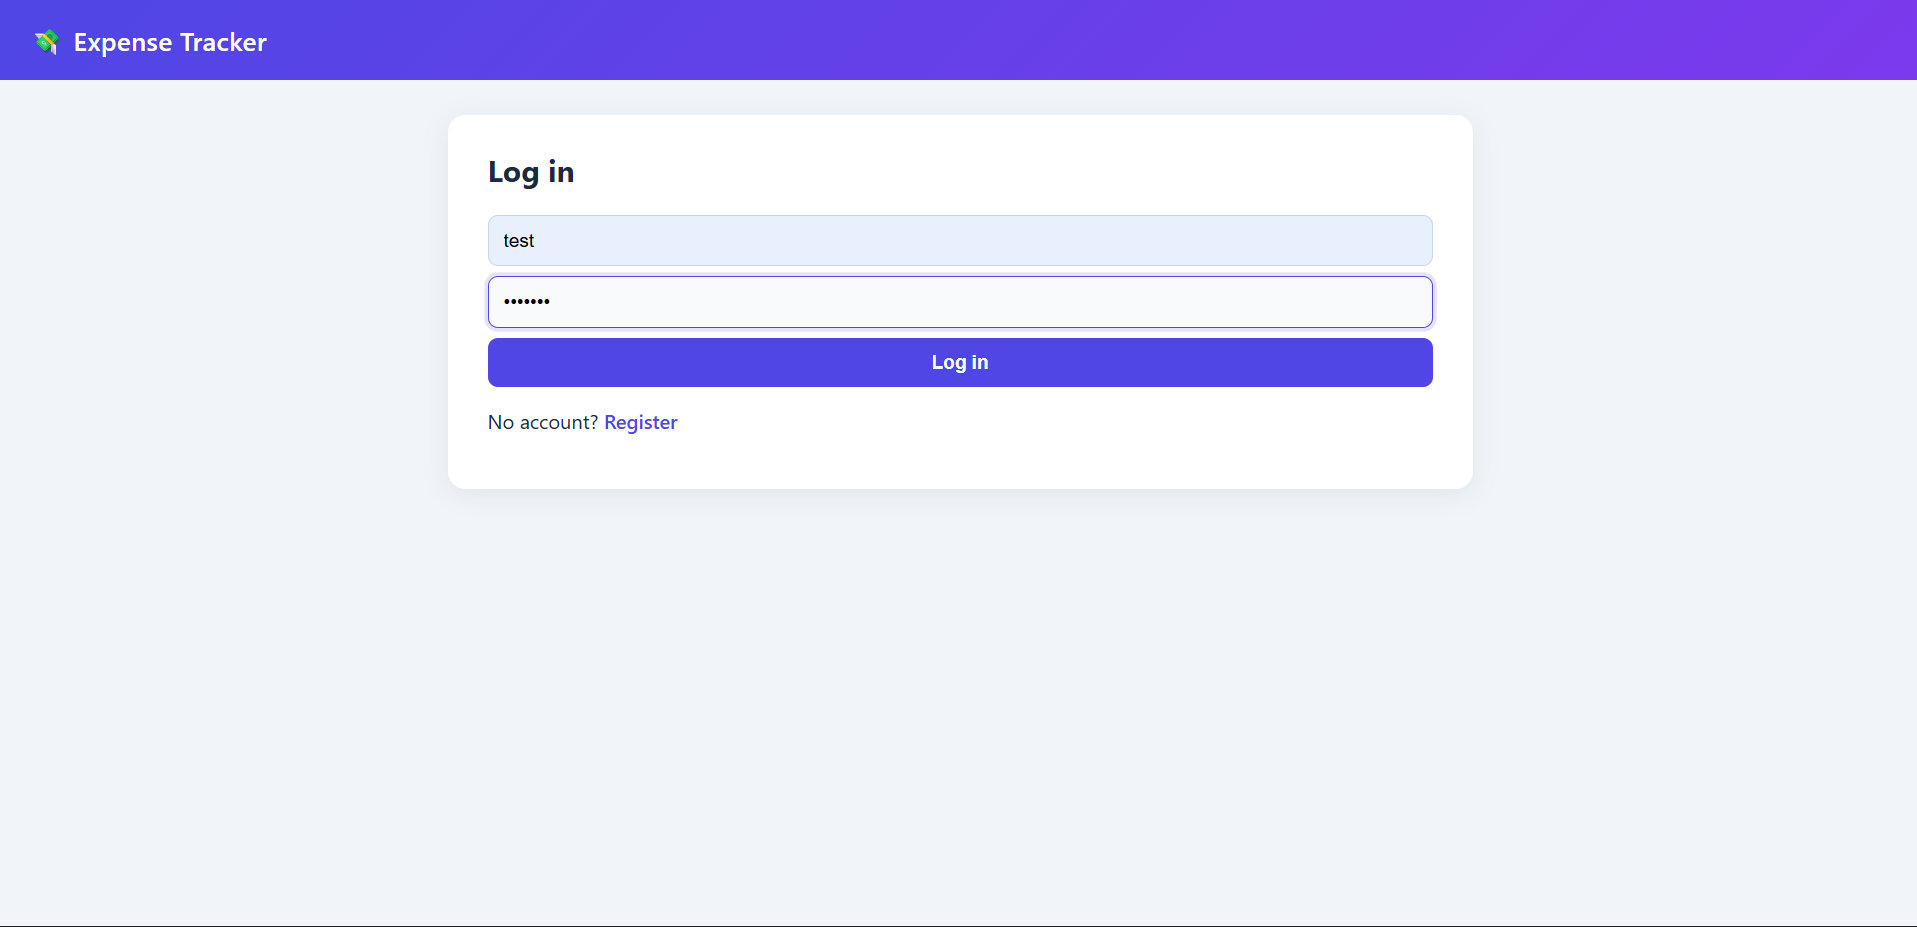 Expense Tracker
Log in
test
•••••••
Log in
No account? Register